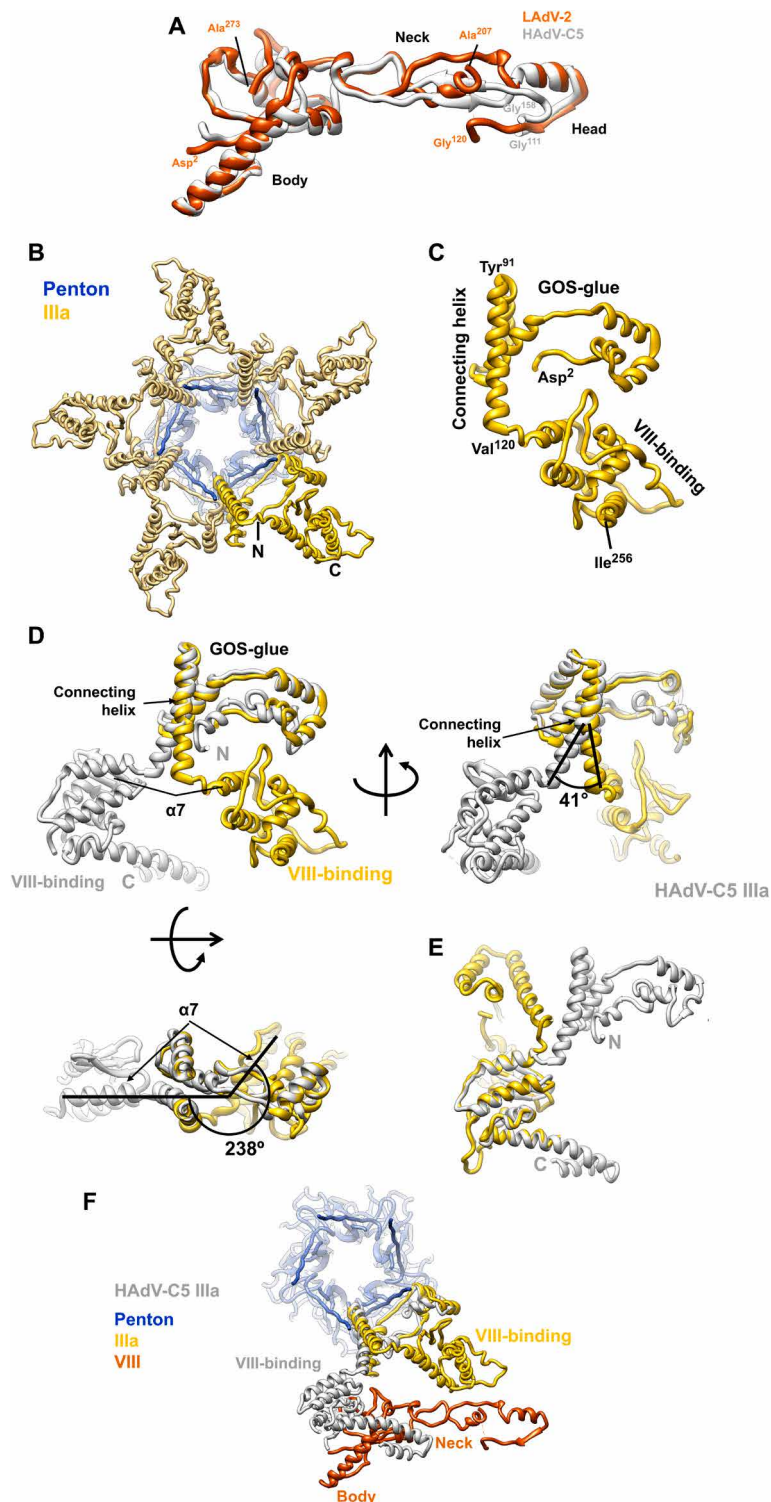 A
LAdV-2
HAdV-C5
Ala273
Neck
Ala207
Gly158
Gly120
Gly111
Head
Asp2
Body
B
Penton
IIIa
N
C
C
Tyr91
GOS-glue
Connecting helix
Asp2
Val120
VIII-binding
Ile256
D
GOS-glue
Connecting
helix
N
α7
VIII-binding
C
VIII-binding
Connecting
helix
41°
HAdV-C5 IIIa
α7
238°
E
N
C
F
HAdV-C5 IIIa
Penton
IIIa
VIII
VIII-binding
VIII-binding
Neck
Body